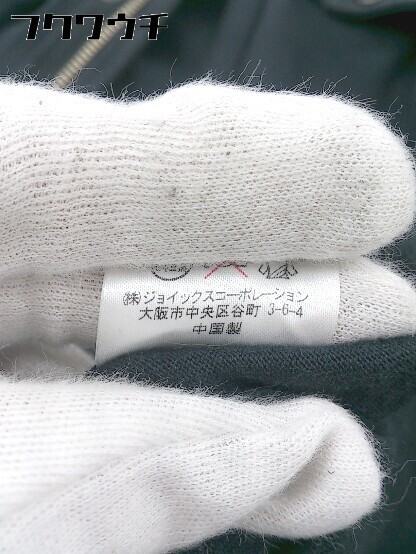 フクウウチ
㈱ジョイックスコーポレーション
大阪市中央区谷町 3-6-4
中国製